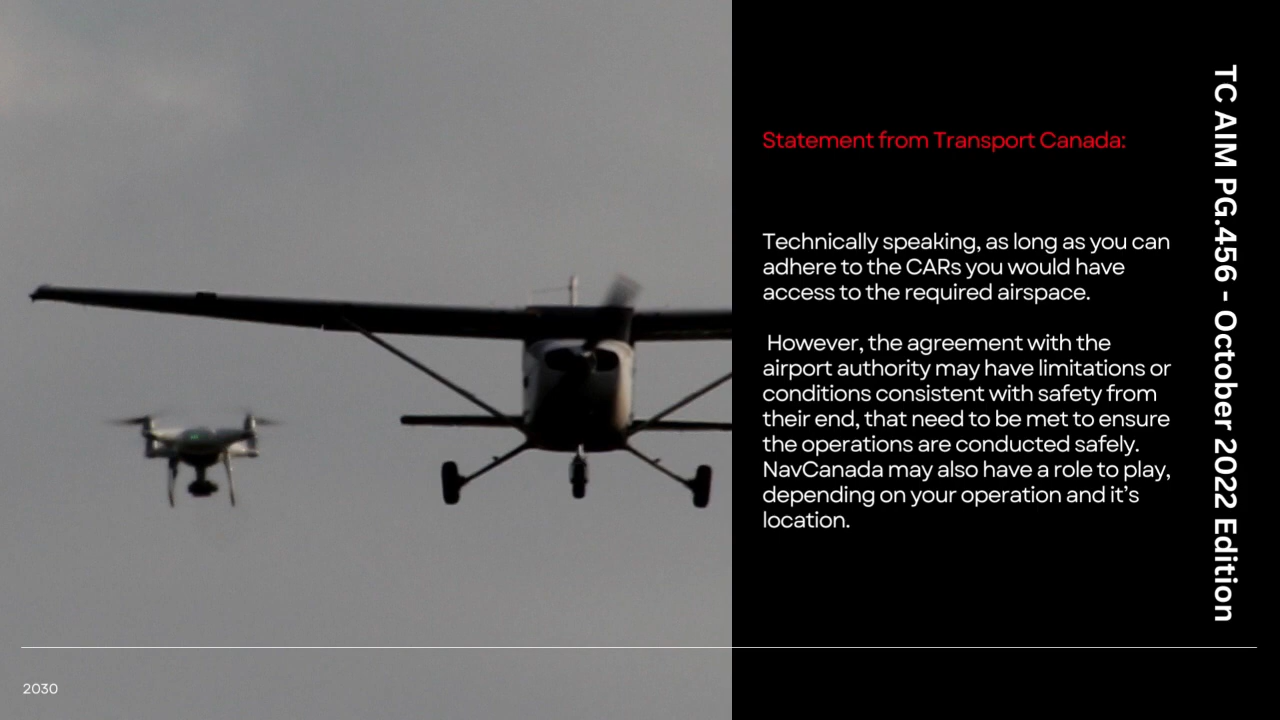 Statement from Transport Canada:
Technically speaking, as long as you can
adhere to the CARs you would have
access to the required airspace.
However, the agreement with the
airport authority may have limitations or
conditions consistent with safety from
their end, that need to be met to ensure
the operations are conducted safely.
NavCanada may also have a role to play,
depending on your operation and it's
location.
TC AIM PG.456 - October 2022 Edition
2030